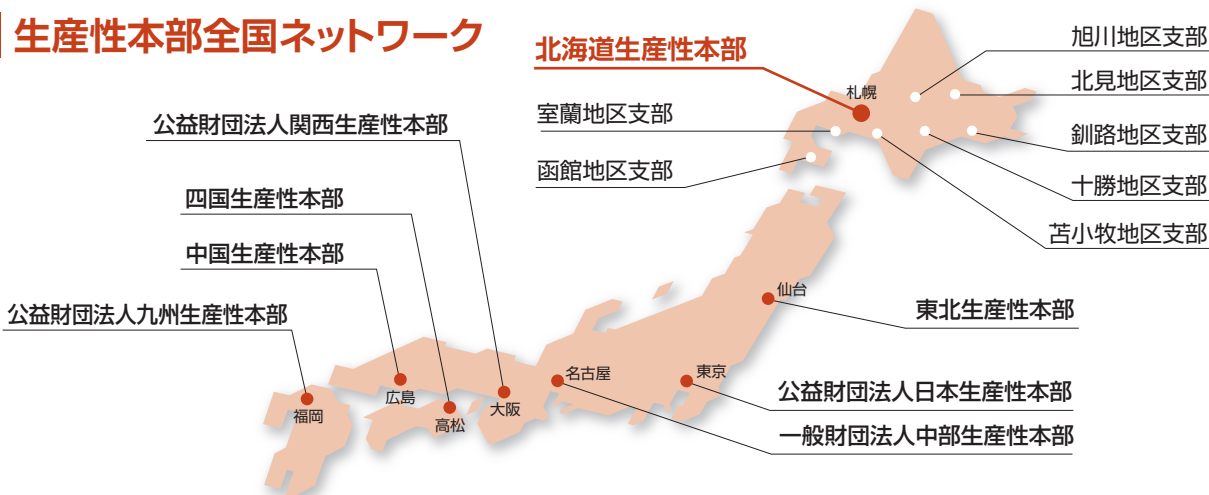 生産性本部全国ネットワーク
北海道生産性本部
旭川地区支部
北見地区支部
札幌
室蘭地区支部
釧路地区支部
函館地区支部
十勝地区支部
苫小牧地区支部
公益財団法人関西生産性本部
四国生産性本部
中国生産性本部
公益財団法人九州生産性本部
仙台
東北生産性本部
名古屋
東京
公益財団法人日本生産性本部
広島
大阪
福岡
高松
一般財団法人中部生産性本部